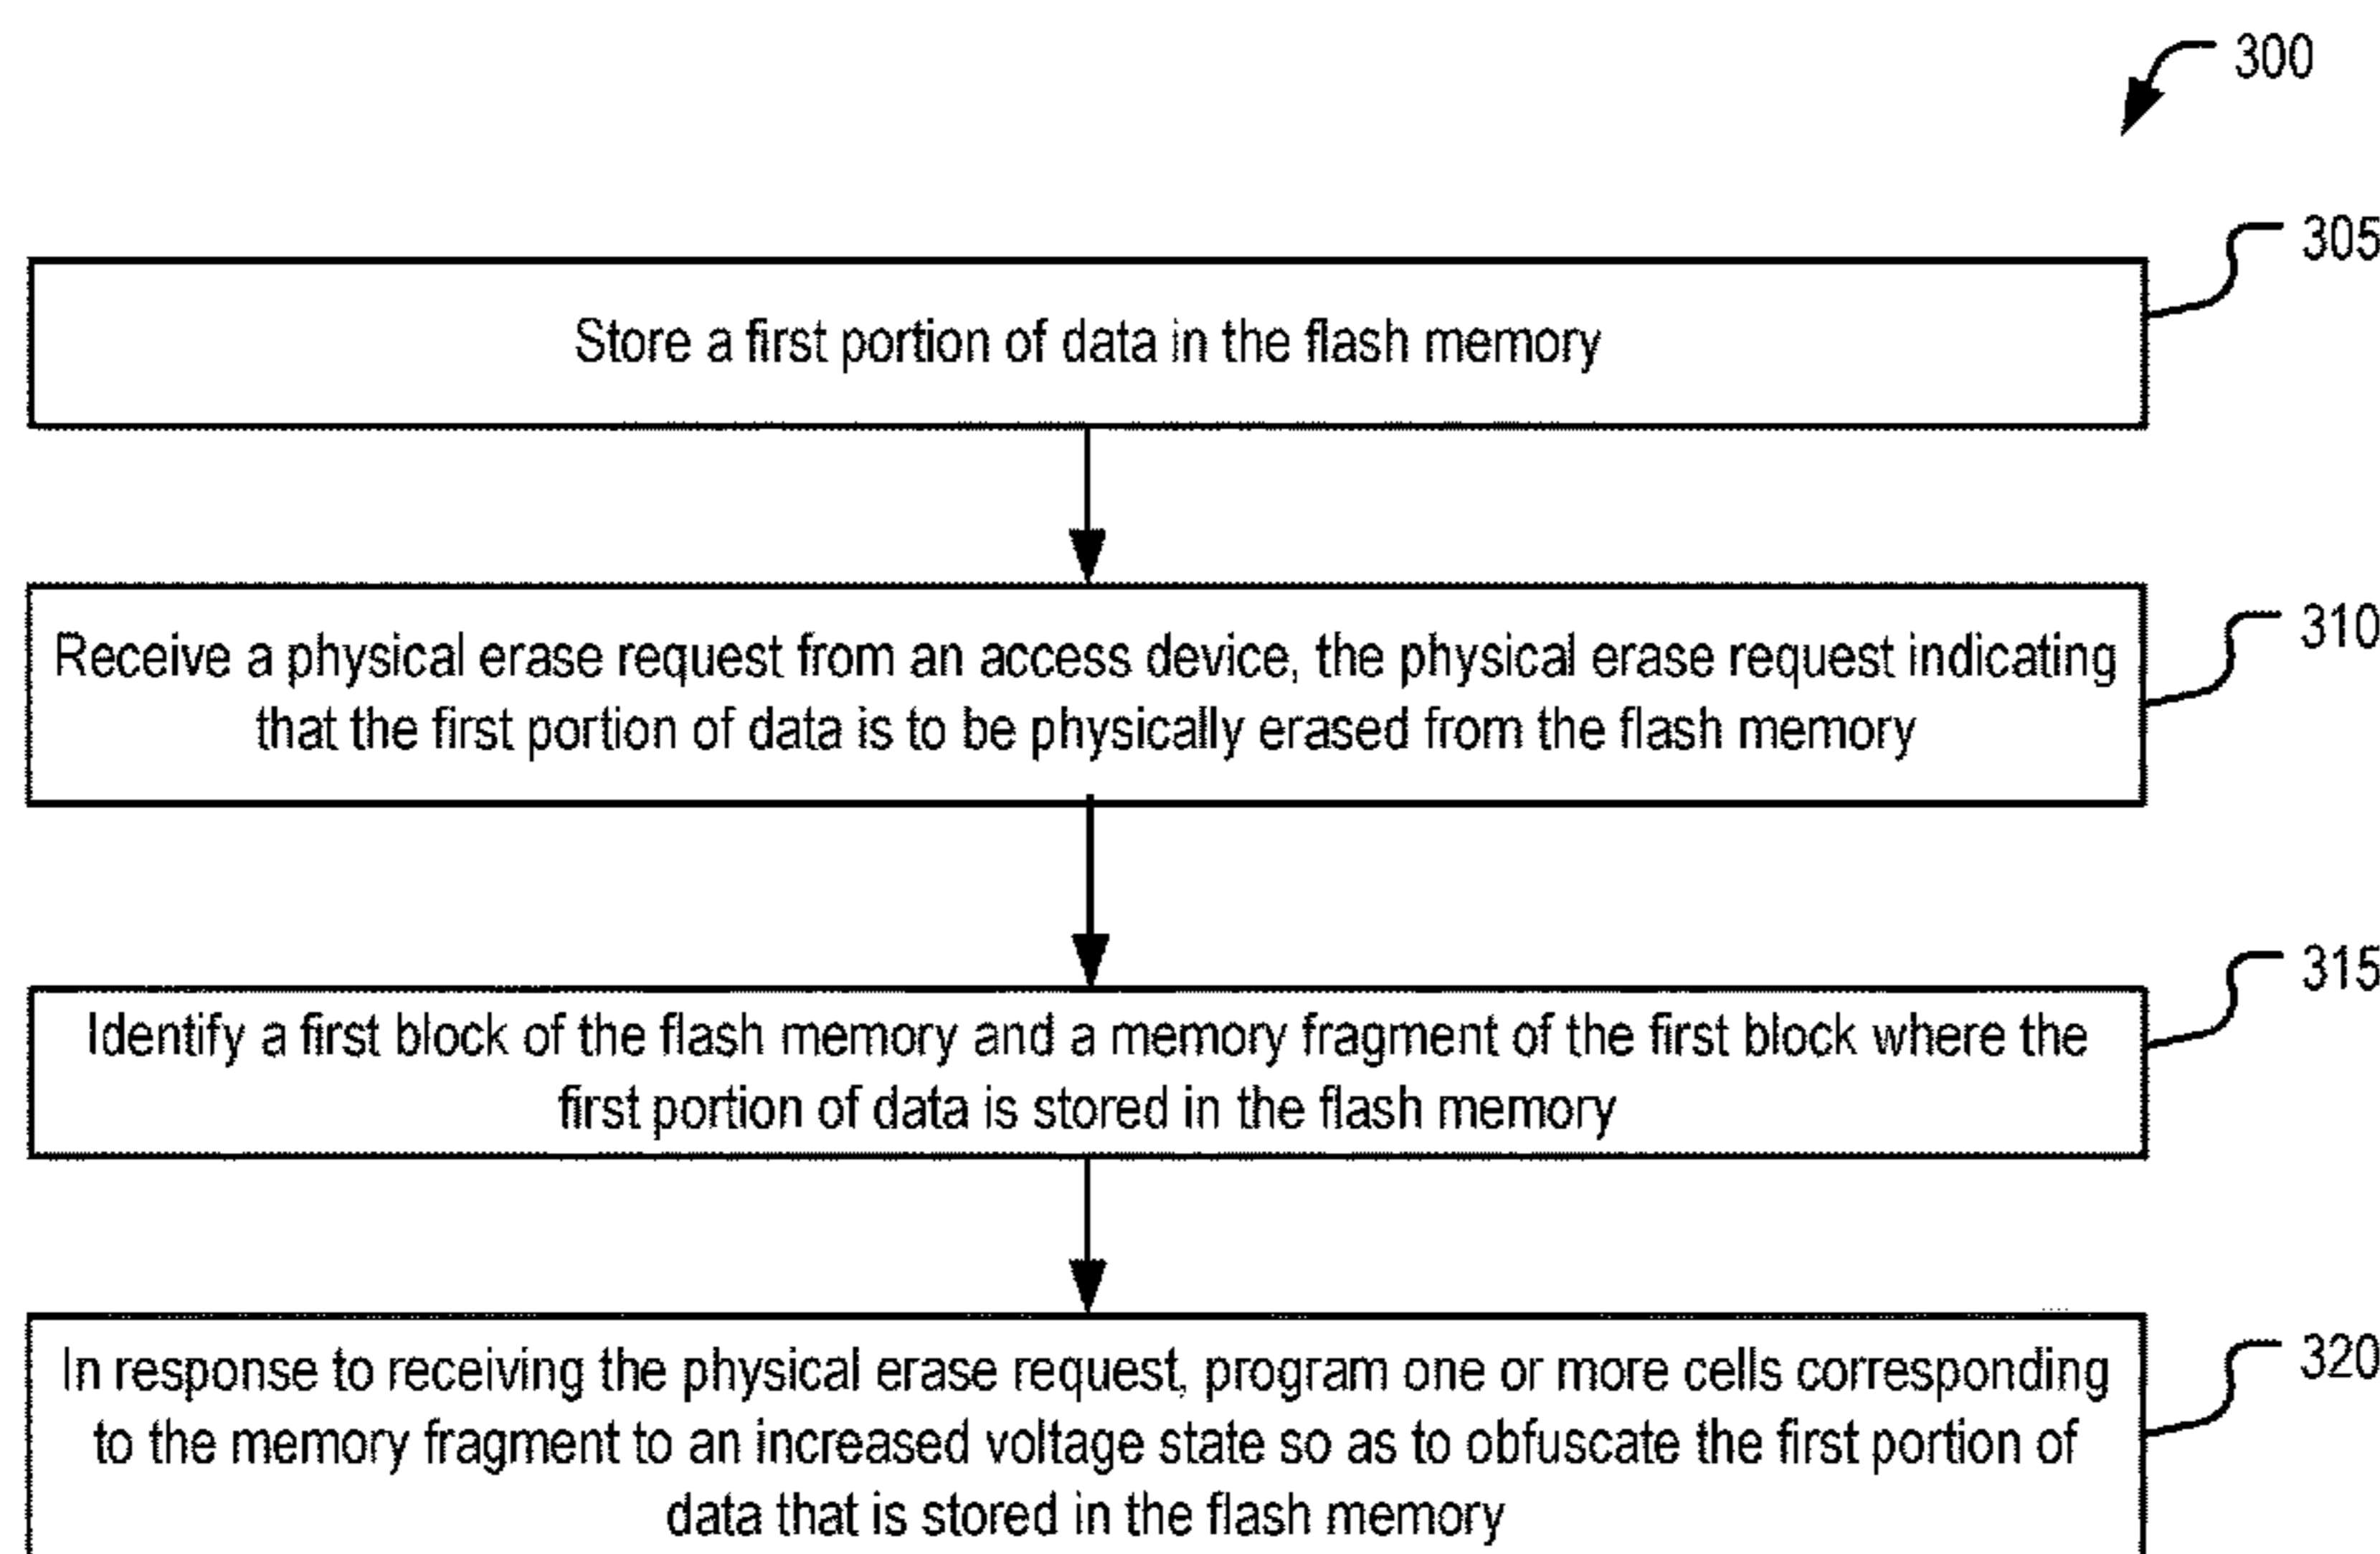 300
305
Store a first portion of data in the flash memory
310
Receive a physical erase request from an access device, the physical erase request indicating
that the first portion of data is to be physically erased from the flash memory
315
Identify a first block of the flash memory and a memory fragment of the first block where the
first portion of data is stored in the flash memory
320
In response to receiving the physical erase request, program one or more cells corresponding
to the memory fragment to an increased voltage state so as to obfuscate the first portion of
data that is stored in the flash memory